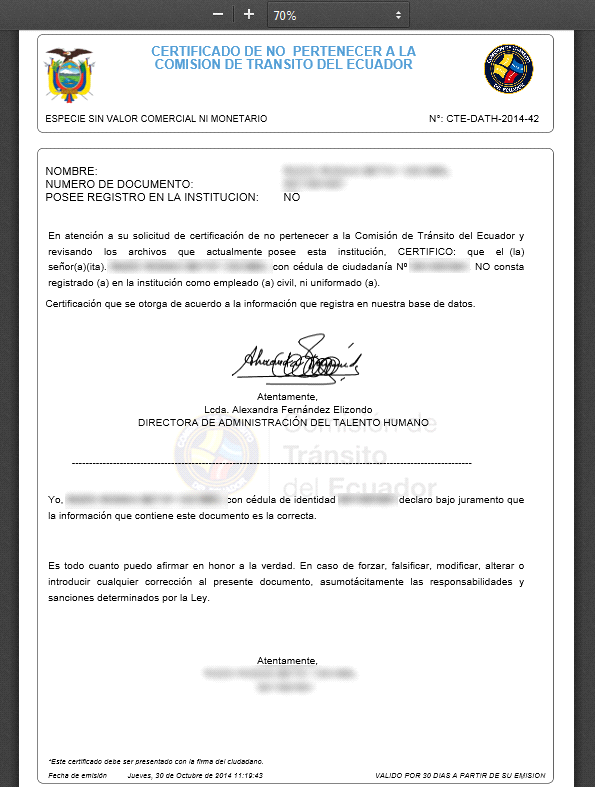 70%
CERTIFICADO DE NO PERTENECER A LA
COMISION DE TRANSITO DEL ECUADOR
ESPECIE SIN VALOR COMERCIAL NI MONETARIO
N°: CTE-DATH-2014-42
NOMBRE:
NUMERO DE DOCUMENTO:
POSEE REGISTRO EN LA INSTITUCION: NO
En atención a su solicitud de certificación de no pertenecer a la Comisión de Tránsito del Ecuador y
revisando los archivos que actualmente posee esta institución, CERTIFICO: que el (la)
señor(a)(ita). con cédula de ciudadanía Nº . NO consta
registrado (a) en la institución como empleado (a) civil, ni uniformado (a).
Certificación que se otorga de acuerdo a la información que registra en nuestra base de datos.
Atentamente,
Lcda. Alexandra Fernández Elizondo
DIRECTORA DE ADMINISTRACIÓN DEL TALENTO HUMANO
Comisión de
Tránsito
del Ecuador
Yo, con cédula de identidad declaro bajo juramento que
la información que contiene este documento es la correcta.
Es todo cuanto puedo afirmar en honor a la verdad. En caso de forzar, falsificar, modificar, alterar o
introducir cualquier corrección al presente documento, asumotácitamente las responsabilidades y
sanciones determinados por la Ley.
Atentamente,
*Este certificado debe ser presentado con la firma del ciudadano.
Fecha de emisión Jueves, 30 de Octubre de 2014 11:19:43
VALIDO POR 30 DIAS A PARTIR DE SU EMISION